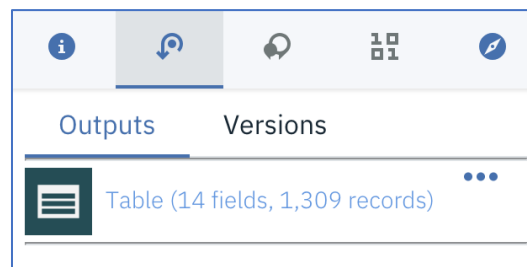 Outputs Versions
Table (14 fields, 1,309 records)